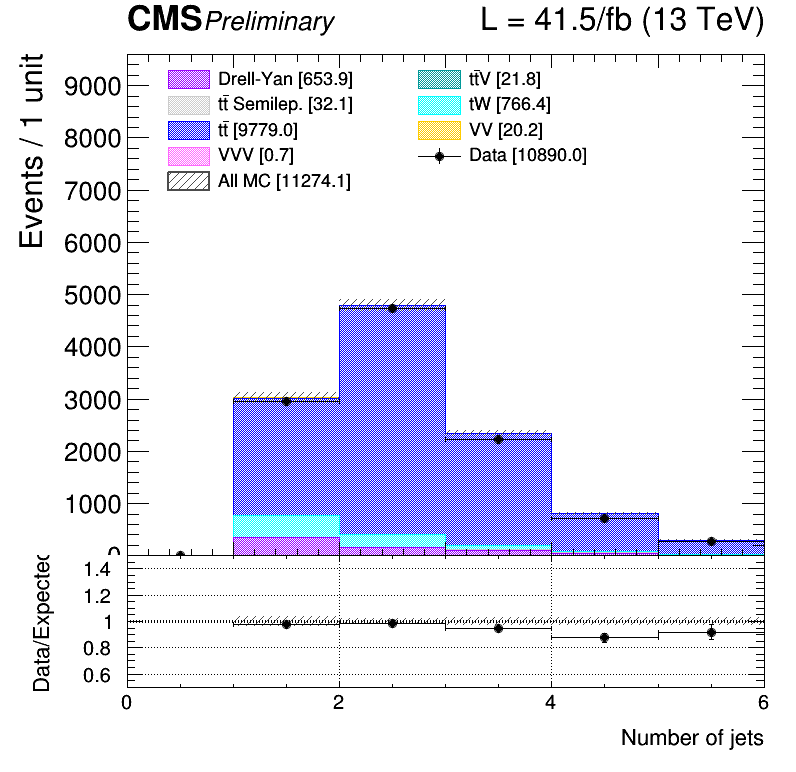 CMS Preliminary L = 41.5/fb (13 TeV)
Events / 1 unit
Drell-Yan [653.9]
tt̄ Semilep. [32.1]
tt̄ [9779.0]
VVV [0.7]
All MC [11274.1]
tt̄V [21.8]
tW [766.4]
VV [20.2]
Data [10890.0]
9000
8000
7000
6000
5000
4000
3000
2000
1000
0
Data/Expected
1.4
1.2
1
0.8
0.6
0 2 4 6
Number of jets